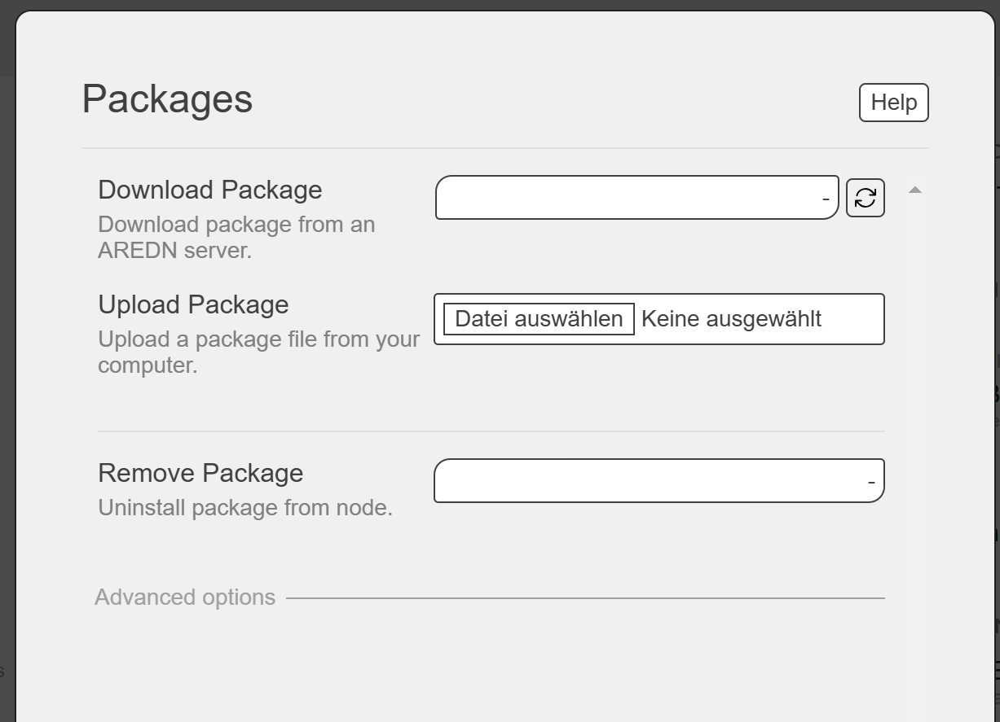 Packages
Help
Download Package
-
Download package from an
AREDN server.
Upload Package
Datei auswählen Keine ausgewählt
Upload a package file from your
computer.
Remove Package
-
Uninstall package from node.
Advanced options